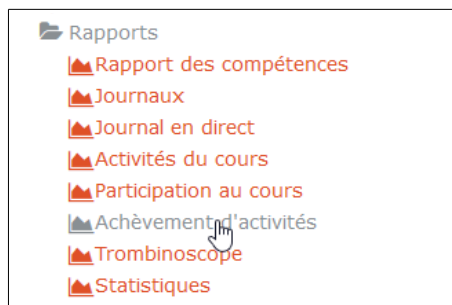 Rapports
Rapport des compétences
Journaux
Journal en direct
Activités du cours
Participation au cours
Achèvement d'activités
Trombinoscope
Statistiques